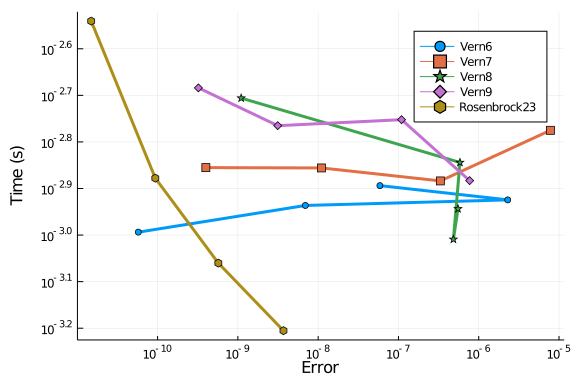 10^-2.6
10^-2.7
10^-2.8
10^-2.9
10^-3.0
10^-3.1
10^-3.2
Time (s)
Vern6
Vern7
Vern8
Vern9
Rosenbrock23
10^-10
10^-9
10^-8
10^-7
10^-6
10^-5
Error